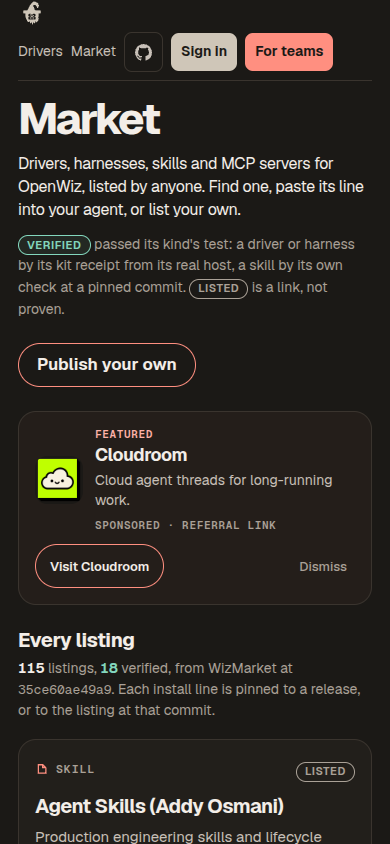 Drivers Market Sign in For teams
Market
Drivers, harnesses, skills and MCP servers for
OpenWiz, listed by anyone. Find one, paste its line
into your agent, or list your own.
VERIFIED passed its kind's test: a driver or harness
by its kit receipt from its real host, a skill by its own
check at a pinned commit. LISTED is a link, not
proven.
Publish your own
FEATURED
Cloudroom
Cloud agent threads for long-running
work.
SPONSORED · REFERRAL LINK
Visit Cloudroom Dismiss
Every listing
115 listings, 18 verified, from WizMarket at
35ce60ae49a9. Each install line is pinned to a release,
or to the listing at that commit.
SKILL LISTED
Agent Skills (Addy Osmani)
Production engineering skills and lifecycle